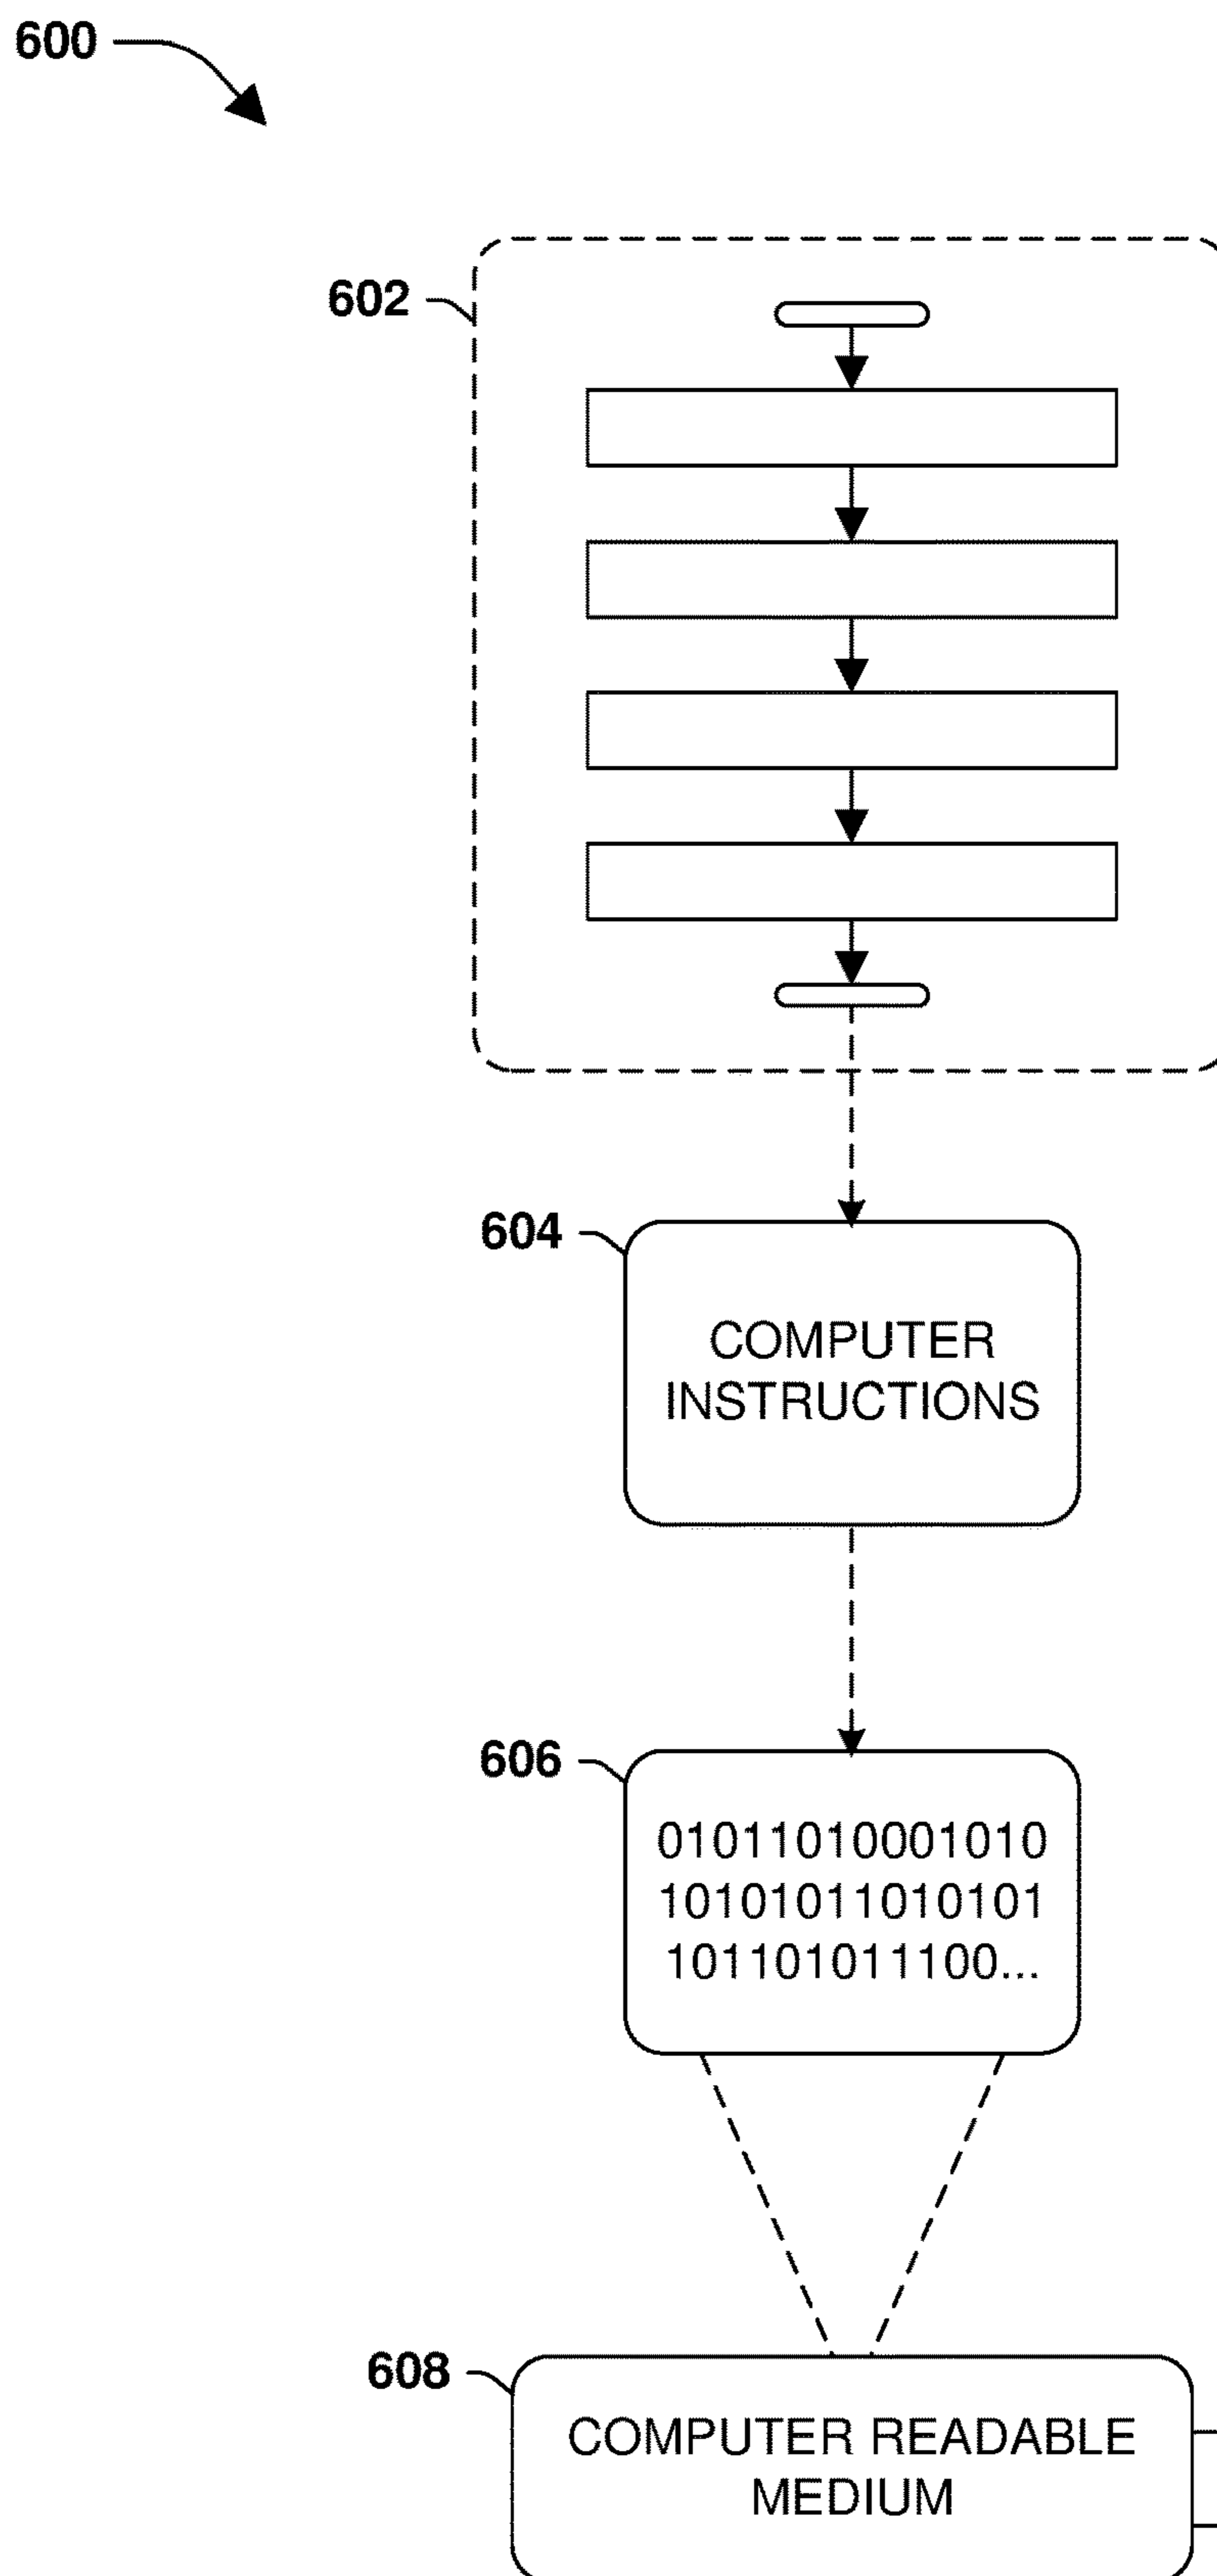 600
602
604
COMPUTER
INSTRUCTIONS
606
01011010001010
10101011010101
101101011100...
608
COMPUTER READABLE
MEDIUM